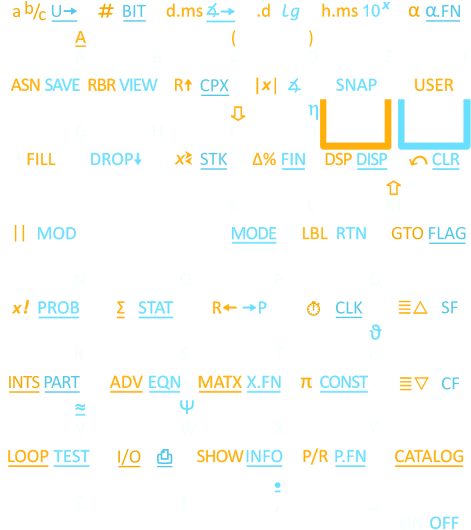 a b/c U→ # BIT d.ms ∡→ .d lg h.ms 10ˣ α α.FN
A ( )
ASN SAVE RBR VIEW R↑ CPX |x| ∡ SNAP USER
⇩ η
FILL DROP↓ x≷ STK Δ% FIN DSP DISP ↶ CLR
⇧
|| MOD MODE LBL RTN GTO FLAG
x! PROB Σ STAT R← →P ⏱ CLK ≡△ SF
ϑ
INTS PART ADV EQN MATX X.FN π CONST ≡▽ CF
≈ Ψ
LOOP TEST I/O ⎙ SHOW INFO P/R P.FN CATALOG
•
OFF